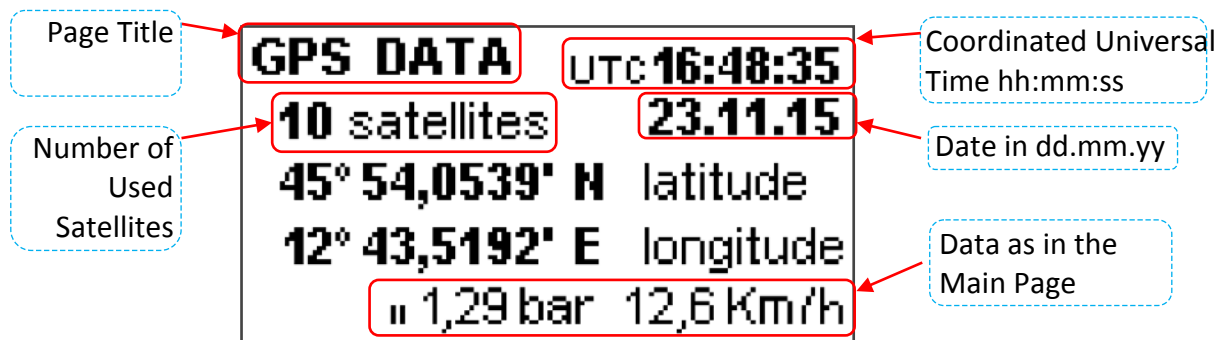 Page Title
GPS DATA
UTC 16:48:35
Coordinated Universal
Time hh:mm:ss
10 satellites
23.11.15
Date in dd.mm.yy
Number of
Used
Satellites
45° 54,0539' N latitude
12° 43,5192' E longitude
Data as in the
Main Page
1,29 bar 12,6 Km/h